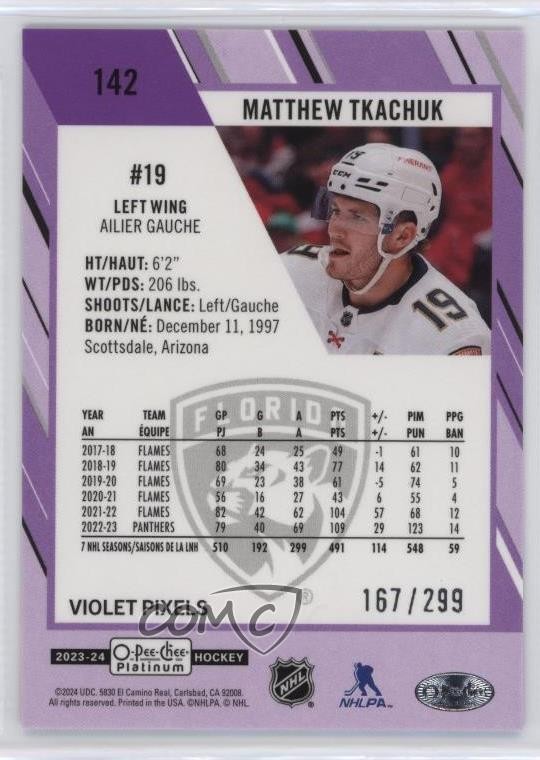 142
MATTHEW TKACHUK
#19
LEFT WING
AILIER GAUCHE
HT/HAUT: 6'2"
WT/PDS: 206 lbs.
SHOOTS/LANCE: Left/Gauche
BORN/NÉ: December 11, 1997
Scottsdale, Arizona
19
CCM
19
FLORID
YEAR TEAM GP G A PTS +/- PIM PPG
AN ÉQUIPE PJ B A PTS +/- PUN BAN
2017-18 FLAMES 68 24 25 49 -1 61 10
2018-19 FLAMES 80 34 43 77 14 62 11
2019-20 FLAMES 69 23 38 61 -5 74 5
2020-21 FLAMES 56 16 27 43 6 55 4
2021-22 FLAMES 82 42 62 104 57 68 12
2022-23 PANTHERS 79 40 69 109 29 123 14
7 NHL SEASONS/SAISONS DE LA LNH 510 192 299 491 114 548 59
®
VIOLET PIXELS
167/299
COMC
2023-24 O-Pee-Chee Platinum HOCKEY
©2024 UDC. 5830 El Camino Real, Carlsbad, CA 92008.
All rights reserved. Printed in the USA. ©NHLPA. © NHL.
NHL
NHLPA™